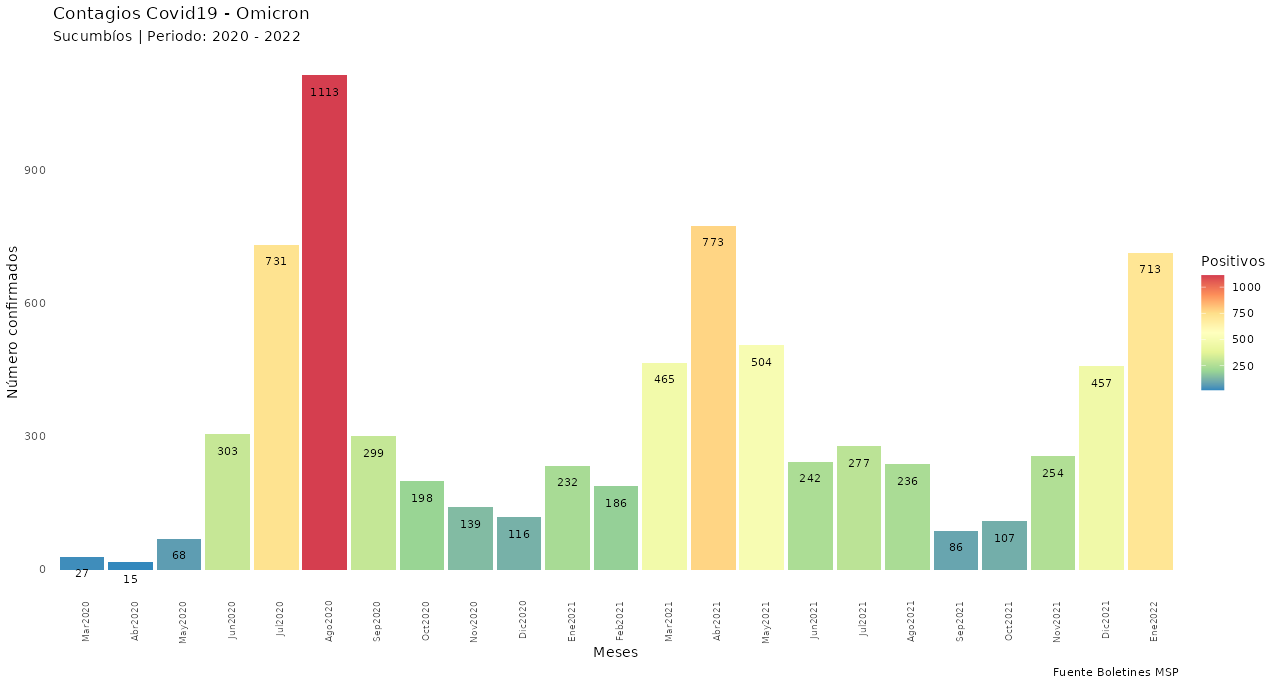 Contagios Covid19 - Omicron
Sucumbíos | Periodo: 2020 - 2022
Número confirmados
900
600
300
0
27
15
68
303
731
1113
299
198
139
116
232
186
465
773
504
242
277
236
86
107
254
457
713
Mar2020
Abr2020
May2020
Jun2020
Jul2020
Ago2020
Sep2020
Oct2020
Nov2020
Dic2020
Ene2021
Feb2021
Mar2021
Abr2021
May2021
Jun2021
Jul2021
Ago2021
Sep2021
Oct2021
Nov2021
Dic2021
Ene2022
Meses
Positivos
1000
750
500
250
Fuente Boletines MSP